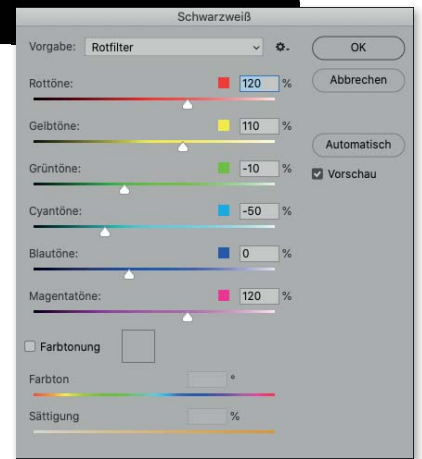 Schwarzweiß
Vorgabe: Rotfilter OK
Rottöne: 120 % Abbrechen
Gelbtöne: 110 %
Automatisch
Grüntöne: -10 % Vorschau
Cyantöne: -50 %
Blautöne: 0 %
Magentatöne: 120 %
Farbtonung
Farbton °
Sättigung %